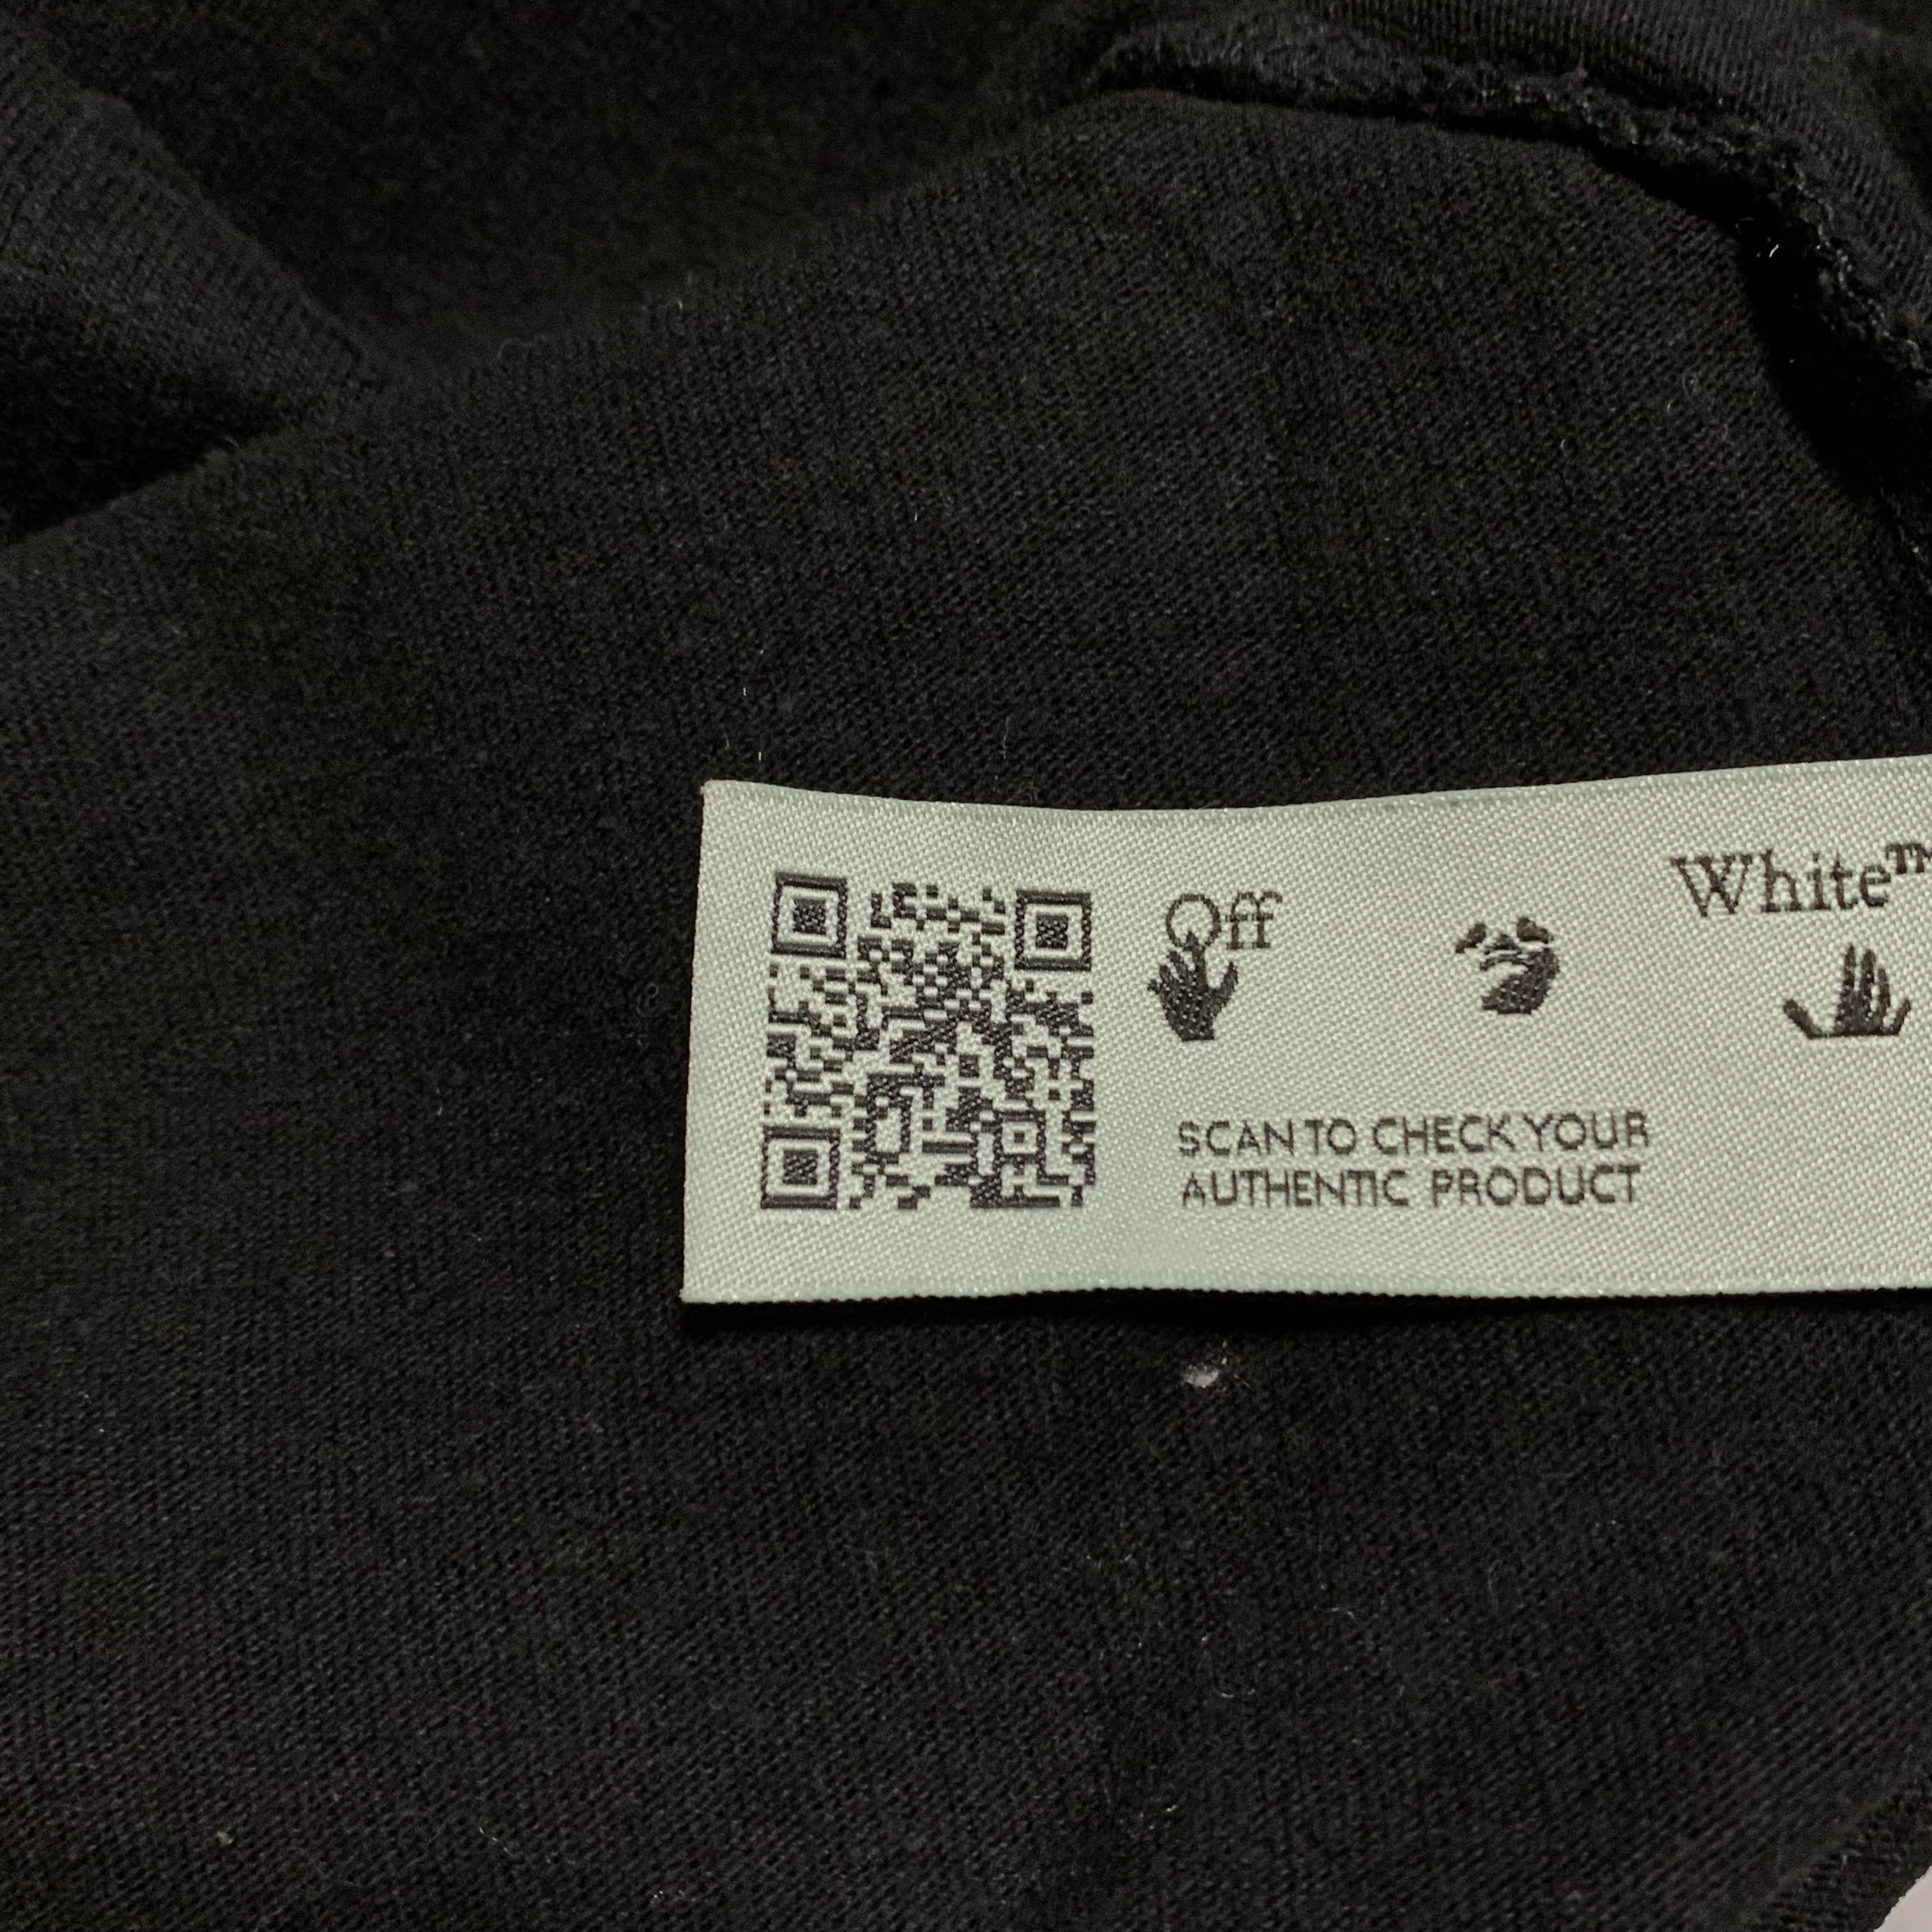 Off White™
SCAN TO CHECK YOUR
AUTHENTIC PRODUCT